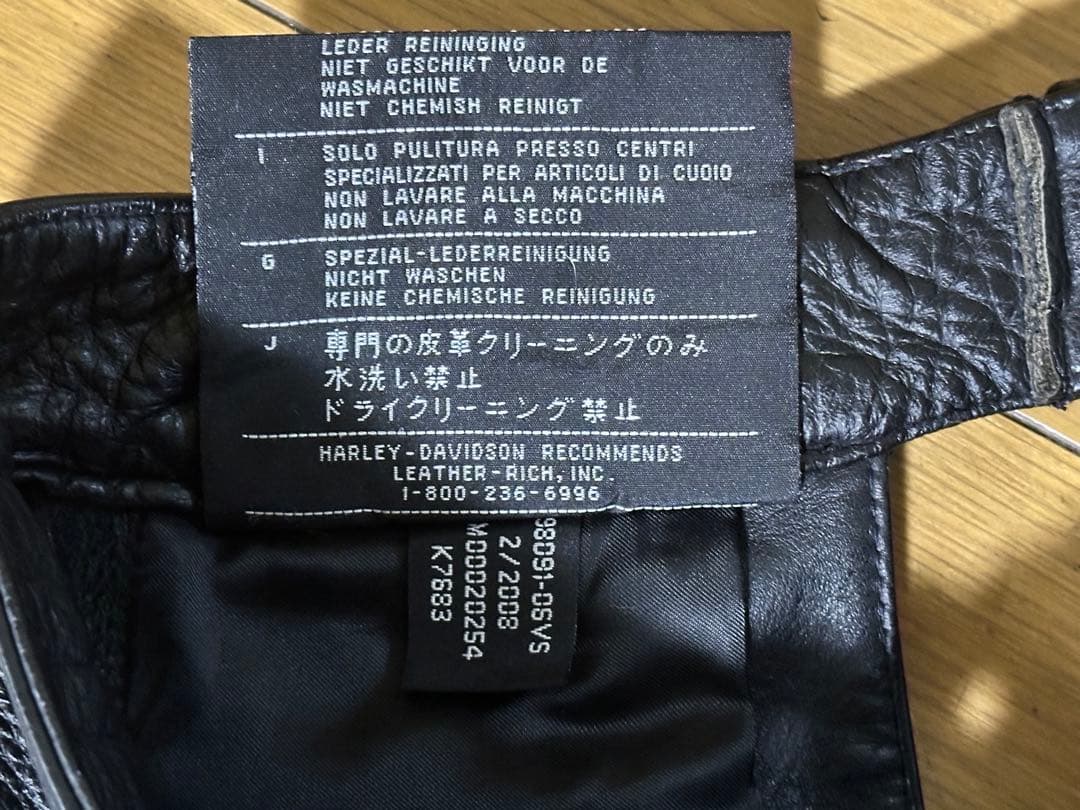 LEDER REININGING
NIET GESCHIKT VOOR DE
WASMACHINE
NIET CHEMISH REINIGT
I SOLO PULITURA PRESSO CENTRI
SPECIALIZZATI PER ARTICOLI DI CUOIO
NON LAVARE ALLA MACCHINA
NON LAVARE A SECCO
G SPEZIAL-LEDERREINIGUNG
NICHT WASCHEN
KEINE CHEMISCHE REINIGUNG
J 専門の皮革クリーニングのみ
水洗い禁止
ドライクリーニング禁止
HARLEY-DAVIDSON RECOMMENDS
LEATHER-RICH, INC.
1-800-236-6996
98091-06VS
2/2008
M000020254
K7683